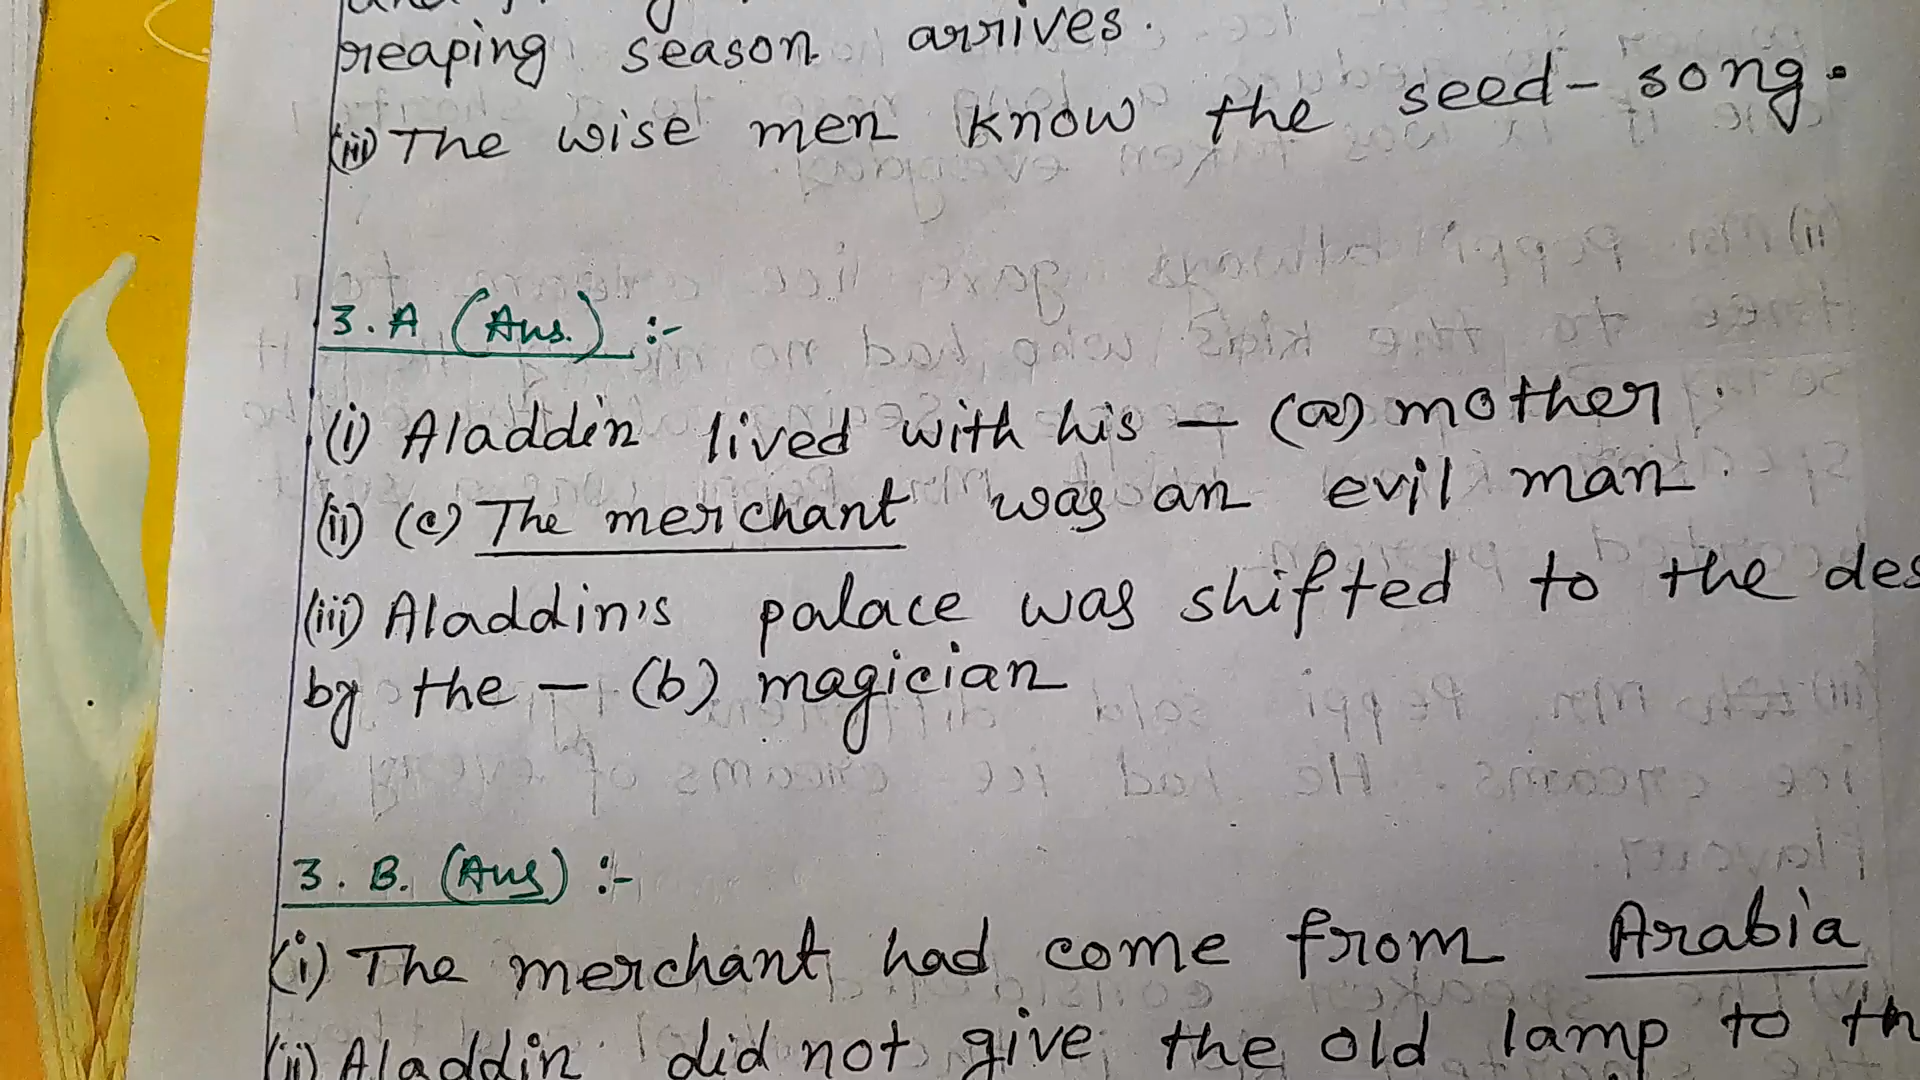 reaping season arrives.
(iii) The wise men know the seed-song.
3. A (Ans.) :-
(i) Aladdin lived with his — (a) mother.
(ii) (c) The merchant was an evil man.
(iii) Aladdin's palace was shifted to the des
by the — (b) magician
3. B. (Ans) :-
(i) The merchant had come from Arabia
(ii) Aladdin did not give the old lamp to th